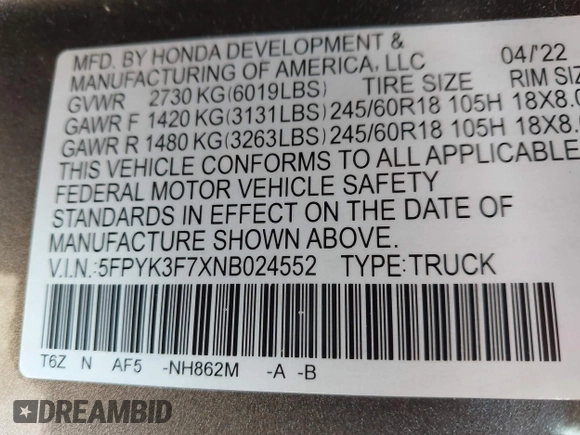 MFD. BY HONDA DEVELOPMENT & 04/'22
MANUFACTURING OF AMERICA, LLC
TIRE SIZE RIM SIZ
GVWR 2730 KG(6019LBS)
GAWR F 1420 KG(3131LBS) 245/60R18 105H 18X8.0
GAWR R 1480 KG(3263LBS) 245/60R18 105H 18X8.
THIS VEHICLE CONFORMS TO ALL APPLICABLE
FEDERAL MOTOR VEHICLE SAFETY
STANDARDS IN EFFECT ON THE DATE OF
MANUFACTURE SHOWN ABOVE.
V.I.N.:5FPYK3F7XNB024552 TYPE:TRUCK
T6Z N AF5 -NH862M -A -B
DREAMBID